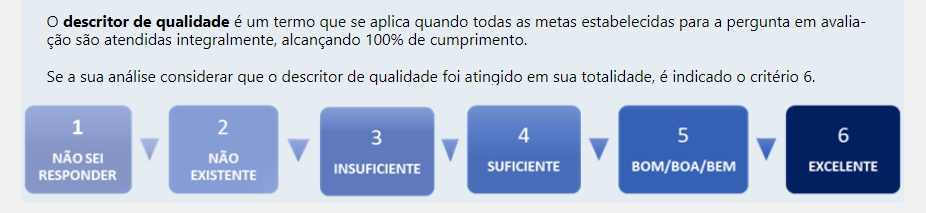 O descritor de qualidade é um termo que se aplica quando todas as metas estabelecidas para a pergunta em avalia-
ção são atendidas integralmente, alcançando 100% de cumprimento.
Se a sua análise considerar que o descritor de qualidade foi atingido em sua totalidade, é indicado o critério 6.
1
NÃO SEI
RESPONDER
2
NÃO
EXISTENTE
3
INSUFICIENTE
4
SUFICIENTE
5
BOM/BOA/BEM
6
EXCELENTE